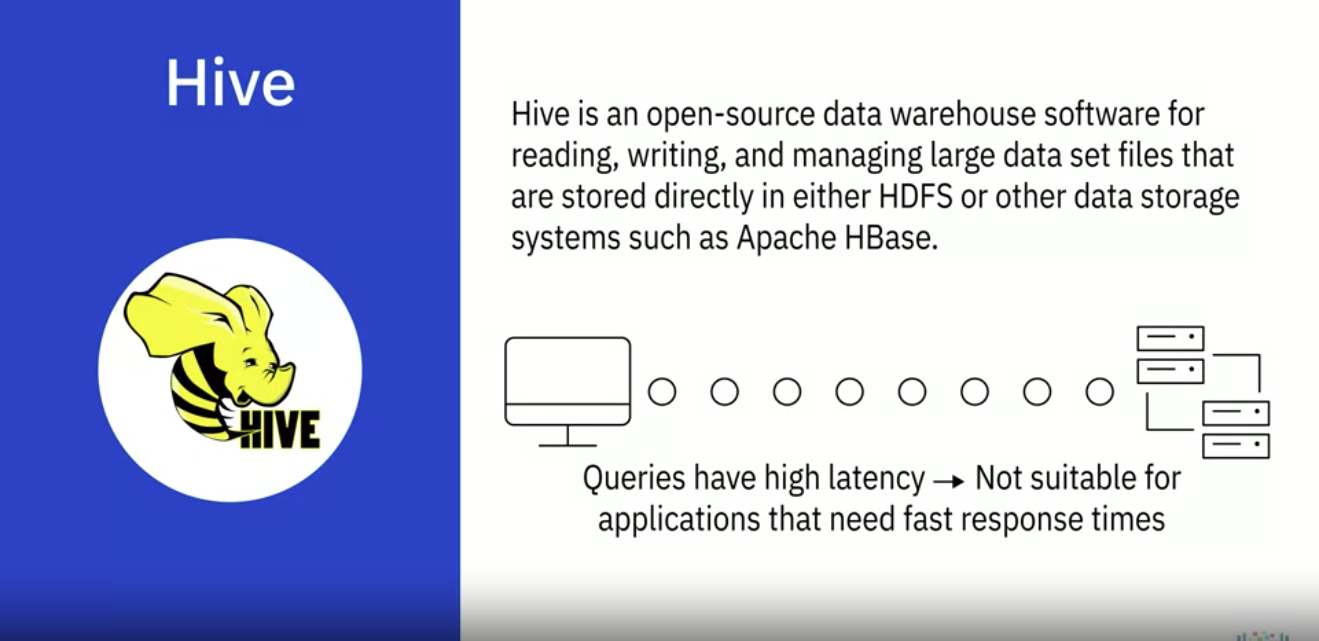 Hive
Hive is an open-source data warehouse software for
reading, writing, and managing large data set files that
are stored directly in either HDFS or other data storage
systems such as Apache HBase.
HIVE
Queries have high latency → Not suitable for
applications that need fast response times